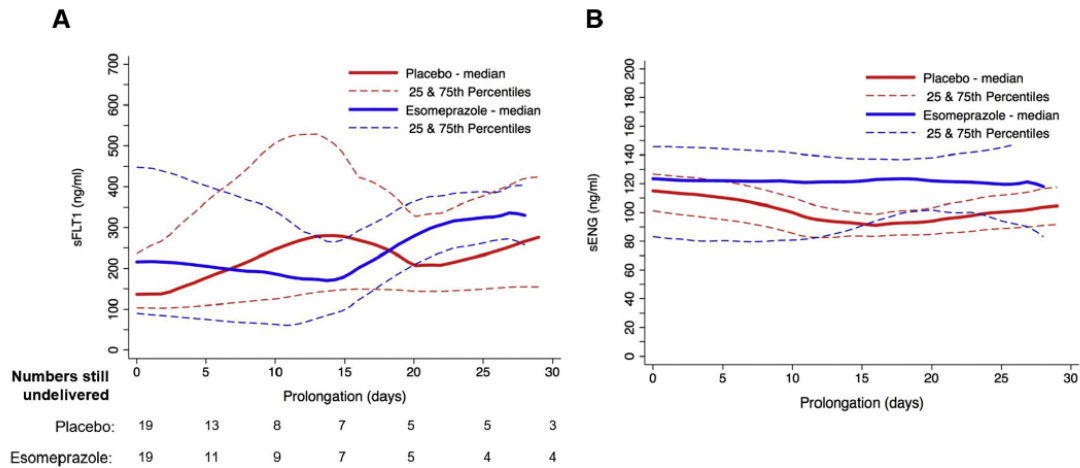 A
700
600
500
400
300
200
100
0
sFLT1 (ng/ml)
Placebo - median
25 & 75th Percentiles
Esomeprazole - median
25 & 75th Percentiles
0 5 10 15 20 25 30
Prolongation (days)
Numbers still
undelivered
Placebo: 19 13 8 7 5 5 3
Esomeprazole: 19 11 9 7 5 4 4
B
200
180
160
140
120
100
80
60
40
20
0
sENG (ng/ml)
Placebo - median
25 & 75th Percentiles
Esomeprazole - median
25 & 75th Percentiles
0 5 10 15 20 25 30
Prolongation (days)